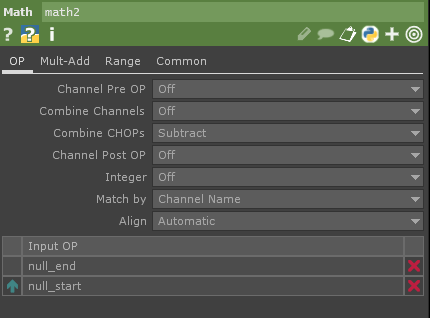 Math math2
? ? i
OP Mult-Add Range Common
Channel Pre OP Off
Combine Channels Off
Combine CHOPs Subtract
Channel Post OP Off
Integer Off
Match by Channel Name
Align Automatic
Input OP
null_end
null_start